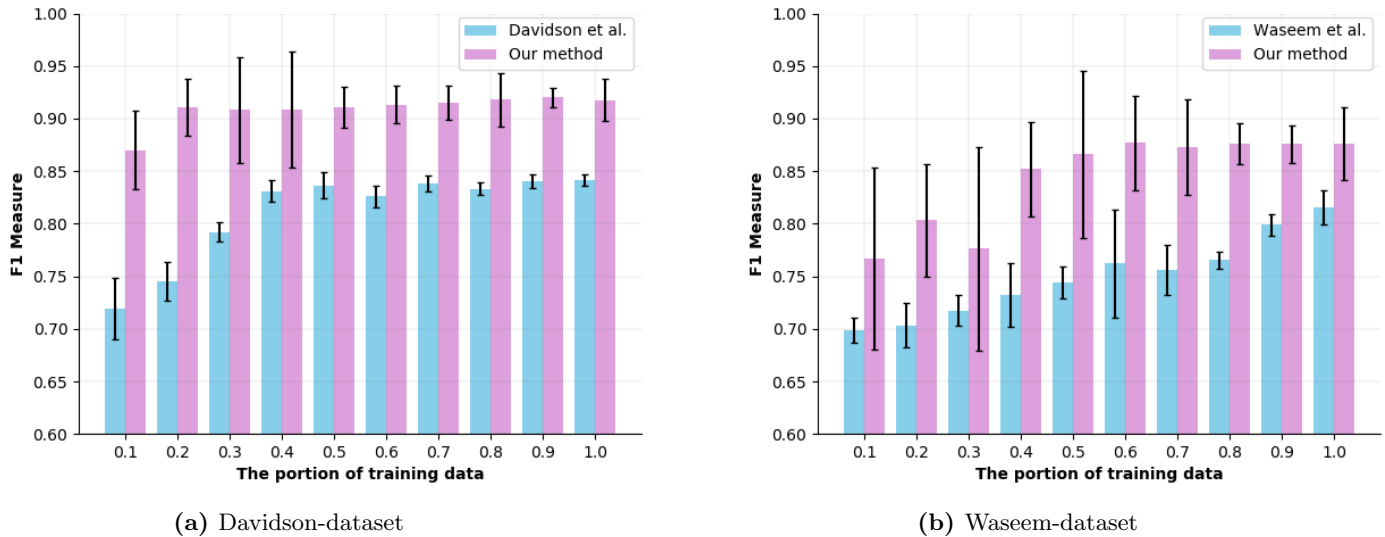 1.00
0.95
0.90
0.85
0.80
0.75
0.70
0.65
0.60
F1 Measure
Davidson et al.
Our method
0.1 0.2 0.3 0.4 0.5 0.6 0.7 0.8 0.9 1.0
The portion of training data
(a) Davidson-dataset
1.00
0.95
0.90
0.85
0.80
0.75
0.70
0.65
0.60
F1 Measure
Waseem et al.
Our method
0.1 0.2 0.3 0.4 0.5 0.6 0.7 0.8 0.9 1.0
The portion of training data
(b) Waseem-dataset